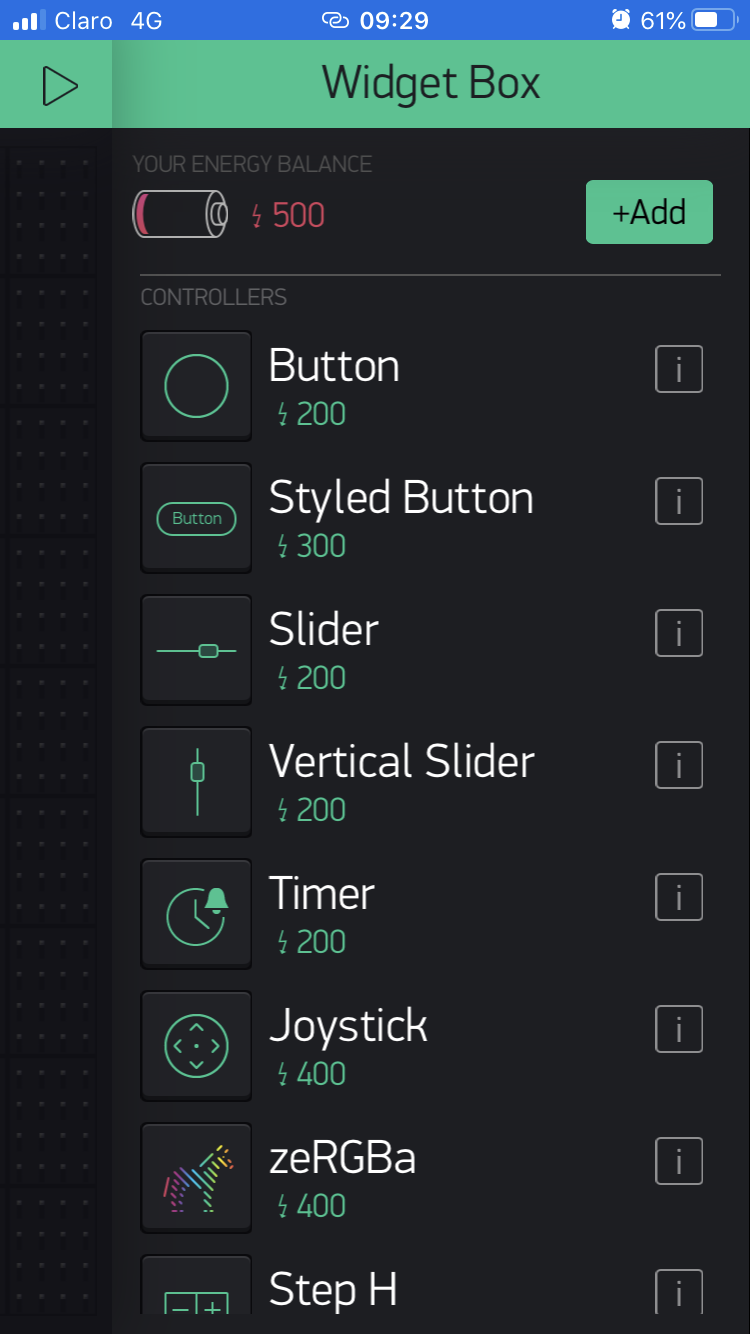 Claro 4G 09:29 61%
Widget Box
YOUR ENERGY BALANCE
500
+Add
CONTROLLERS
Button
200
i
Styled Button
300
Button
i
Slider
200
i
Vertical Slider
200
i
Timer
200
i
Joystick
400
i
zeRGBa
400
i
Step H
i